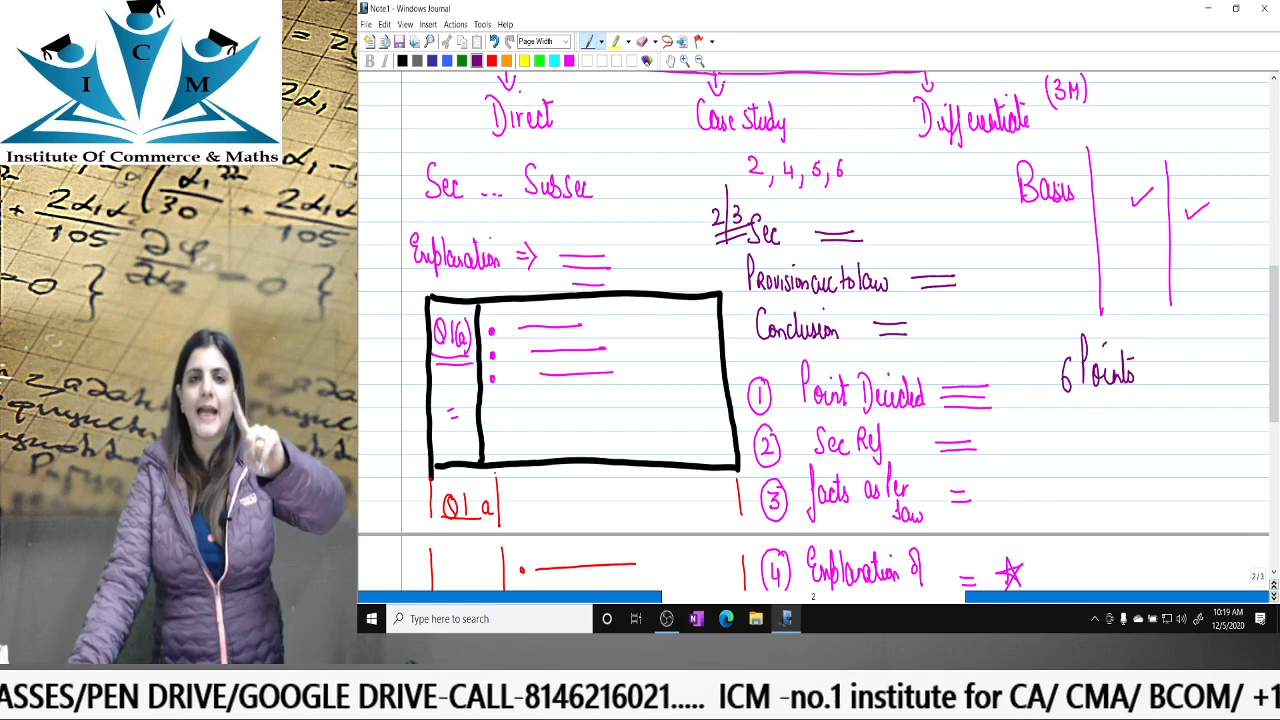 I C M
Institute Of Commerce & Maths
Note1 - Windows Journal
File Edit View Insert Actions Tools Help
Page Width
Direct
Case Study
Differentiate (3M)
2, 4, 5, 6
Sec ... Subsec
Basis
2/3 Sec
Explanation =>
Provision acc to law
Conclusion
Q1(a)
6 Points
1 Point Decided
2 Sec Ref
3 facts as Per law
Q1 a
4 Explanation of
2/3
2
Type here to search
10:19 AM
12/5/2020
ASSES/PEN DRIVE/GOOGLE DRIVE-CALL-8146216021..... ICM -no.1 institute for CA/ CMA/ BCOM/ +1